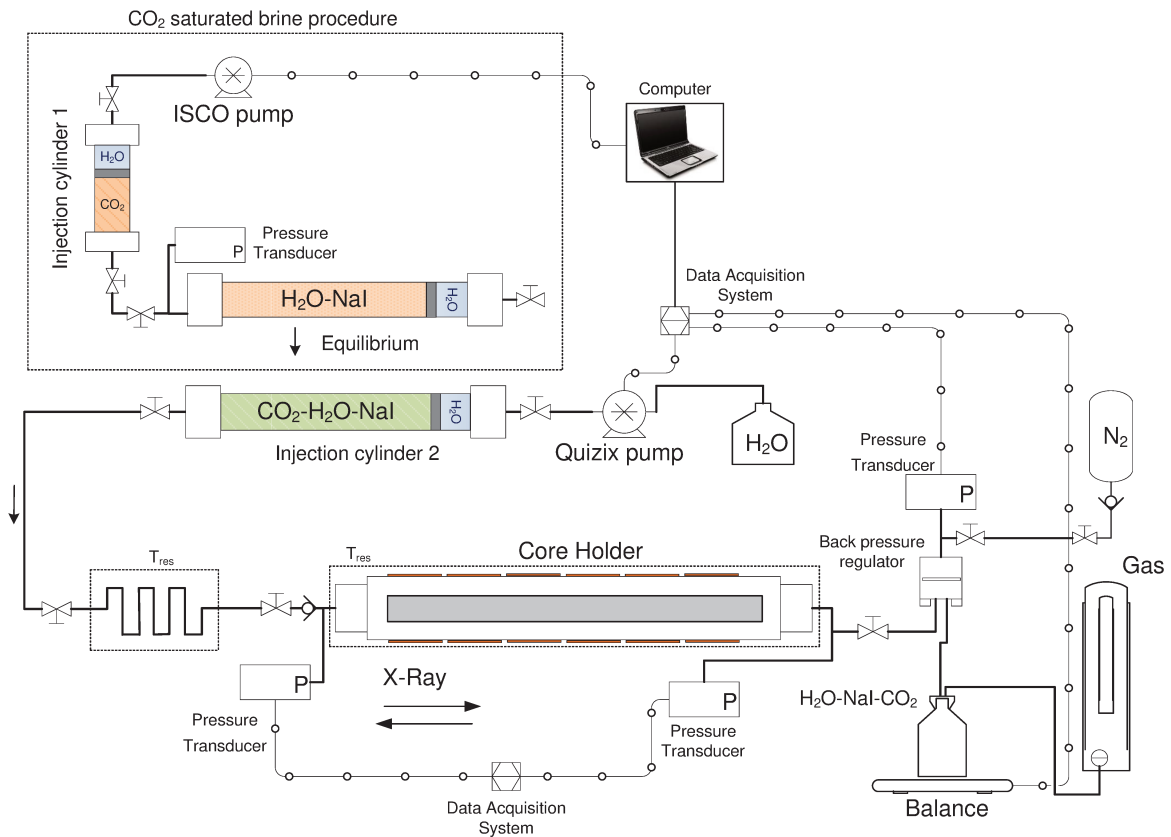 CO₂ saturated brine procedure
ISCO pump
Computer
Injection cylinder 1
H₂O
CO₂
P
Pressure
Transducer
H₂O-NaI
H₂O
Equilibrium
Data Acquisition
System
CO₂-H₂O-NaI
H₂O
Injection cylinder 2
Quizix pump
H₂O
Pressure
Transducer
P
N₂
Back pressure
regulator
Gas
Tres
Tres
Core Holder
P
X-Ray
P
Pressure
Transducer
Pressure
Transducer
H₂O-NaI-CO₂
Data Acquisition
System
Balance